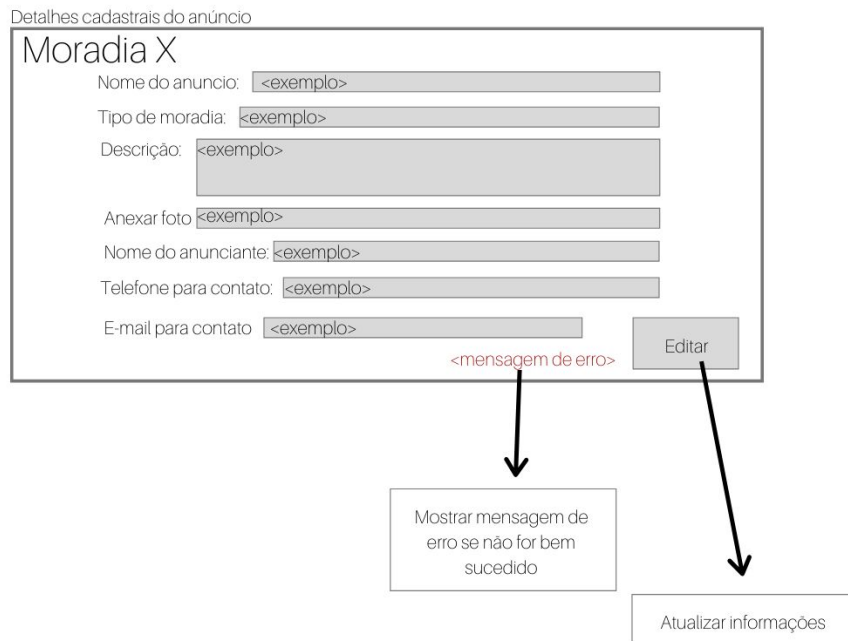 Detalhes cadastrais do anúncio
Moradia X
Nome do anuncio: <exemplo>
Tipo de moradia: <exemplo>
Descrição: <exemplo>
Anexar foto <exemplo>
Nome do anunciante: <exemplo>
Telefone para contato: <exemplo>
E-mail para contato <exemplo>
Editar
<mensagem de erro>
Mostrar mensagem de
erro se não for bem
sucedido
Atualizar informações